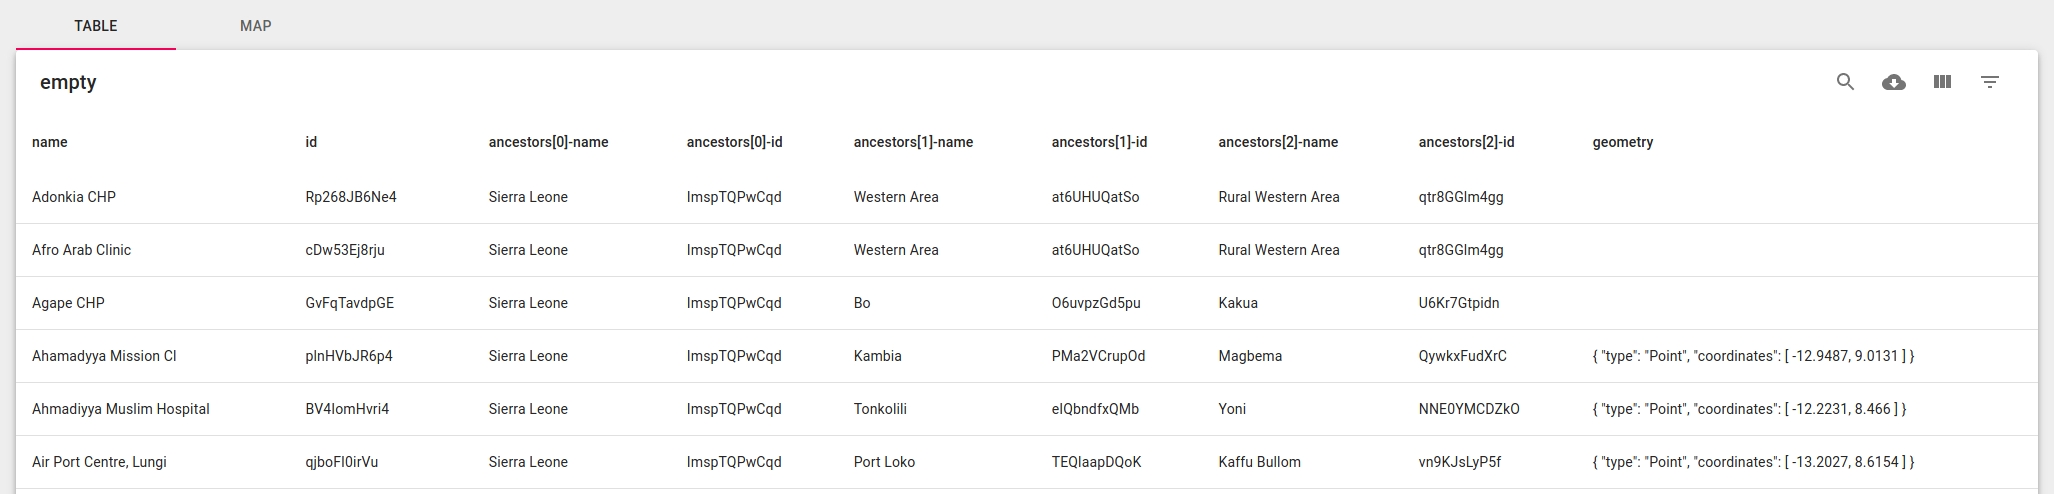 TABLE MAP
empty
name id ancestors[0]-name ancestors[0]-id ancestors[1]-name ancestors[1]-id ancestors[2]-name ancestors[2]-id geometry
Adonkia CHP Rp268JB6Ne4 Sierra Leone ImspTQPwCqd Western Area at6UHUQatSo Rural Western Area qtr8GGlm4gg
Afro Arab Clinic cDw53Ej8rju Sierra Leone ImspTQPwCqd Western Area at6UHUQatSo Rural Western Area qtr8GGlm4gg
Agape CHP GvFqTavdpGE Sierra Leone ImspTQPwCqd Bo O6uvpzGd5pu Kakua U6Kr7Gtpidn
Ahamadyya Mission Cl plnHVbJR6p4 Sierra Leone ImspTQPwCqd Kambia PMa2VCrupOd Magbema QywkxFudXrC { "type": "Point", "coordinates": [ -12.9487, 9.0131 ] }
Ahmadiyya Muslim Hospital BV4IomHvri4 Sierra Leone ImspTQPwCqd Tonkolili eIQbndfxQMb Yoni NNE0YMCDZkO { "type": "Point", "coordinates": [ -12.2231, 8.466 ] }
Air Port Centre, Lungi qjboFI0irVu Sierra Leone ImspTQPwCqd Port Loko TEQlaapDQoK Kaffu Bullom vn9KJsLyP5f { "type": "Point", "coordinates": [ -13.2027, 8.6154 ] }